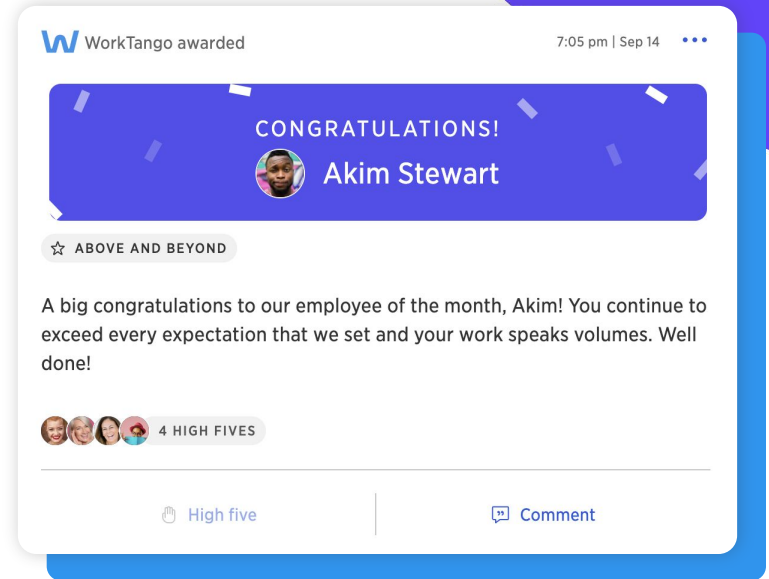 WorkTango awarded
7:05 pm | Sep 14
CONGRATULATIONS!
Akim Stewart
ABOVE AND BEYOND
A big congratulations to our employee of the month, Akim! You continue to
exceed every expectation that we set and your work speaks volumes. Well
done!
4 HIGH FIVES
High five
Comment